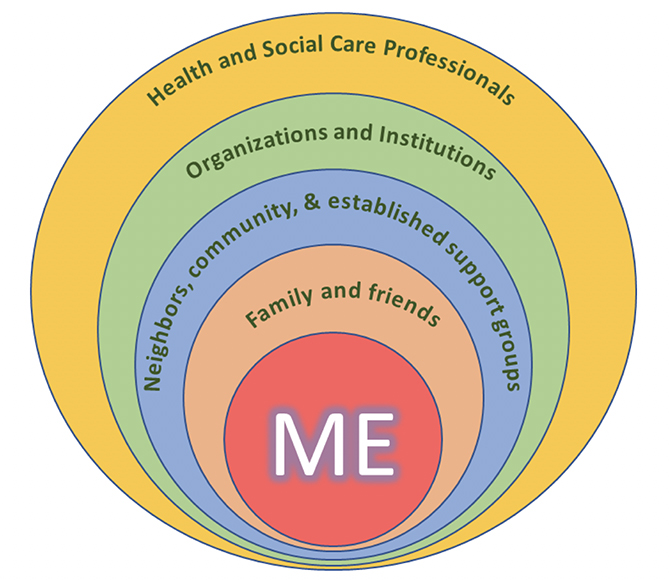 Health and Social Care Professionals
Organizations and Institutions
Neighbors, community, & established support groups
Family and friends
ME